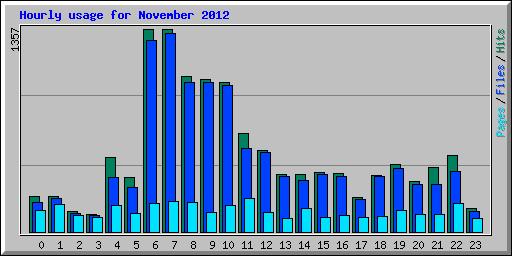 Hourly usage for November 2012
1357
Pages/Files/Hits
0 1 2 3 4 5 6 7 8 9 10 11 12 13 14 15 16 17 18 19 20 21 22 23